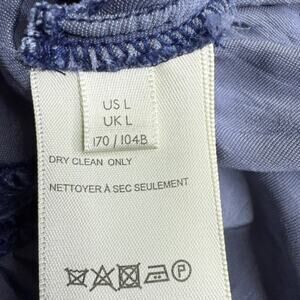 US L
UK L
170 / 104B
DRY CLEAN ONLY
NETTOYER À SEC SEULEMENT
P